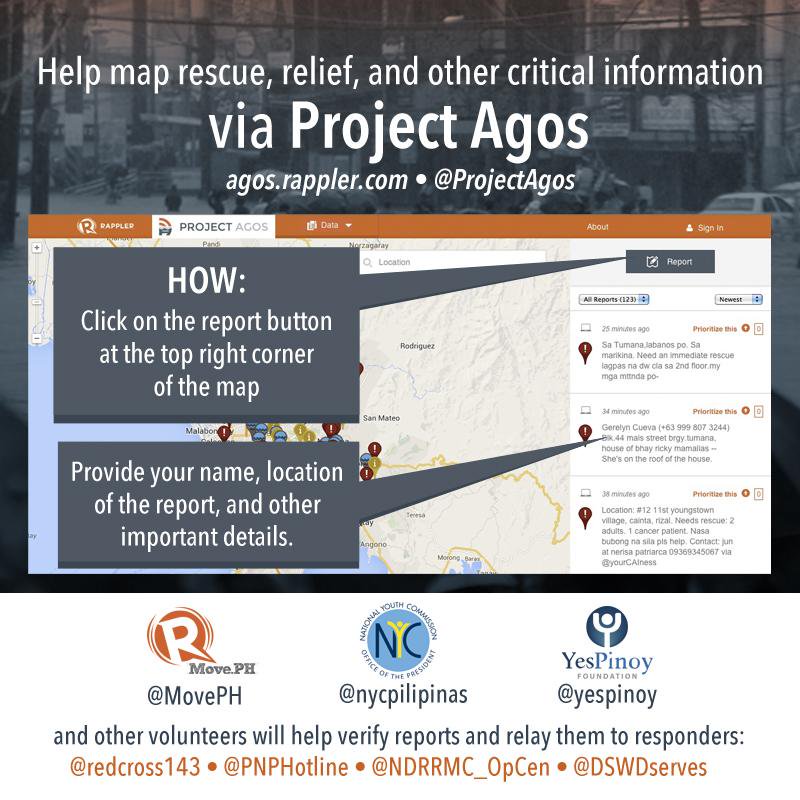 Help map rescue, relief, and other critical information
via Project Agos
agos.rappler.com • @ProjectAgos
RAPPLER
PROJECT AGOS
Data
About
Sign In
Pandi
Norzagaray
Location
Report
HOW:
Click on the report button
at the top right corner
of the map
All Reports (123)
Newest
25 minutes ago
Prioritize this
0
Sa Tumana,labanos po. Sa
marikina. Need an immediate rescue
lagpas na dw cla sa 2nd floor.my
mga mttnda po-
Rodriguez
San Mateo
Malabon
34 minutes ago
Prioritize this
0
Gerelyn Cueva (+63 999 807 3244)
Blk.44 mais street brgy.tumana,
house of bhay ricky mamalias --
She's on the roof of the house.
Provide your name, location
of the report, and other
important details.
38 minutes ago
Prioritize this
0
Location: #12 11st youngstown
village, cainta, rizal. Needs rescue: 2
adults. 1 cancer patient. Nasa
bubong na sila pls help. Contact: jun
at nerisa patriarca 09369345067 via
@yourCAIness
Teresa
Angono
Morong
Baras
R
Move.PH
@MovePH
NATIONAL YOUTH COMMISSION
NYC
OFFICE OF THE PRESIDENT
@nycpilipinas
YesPinoy
FOUNDATION
@yespinoy
and other volunteers will help verify reports and relay them to responders:
@redcross143 • @PNPHotline • @NDRRMC_OpCen • @DSWDserves